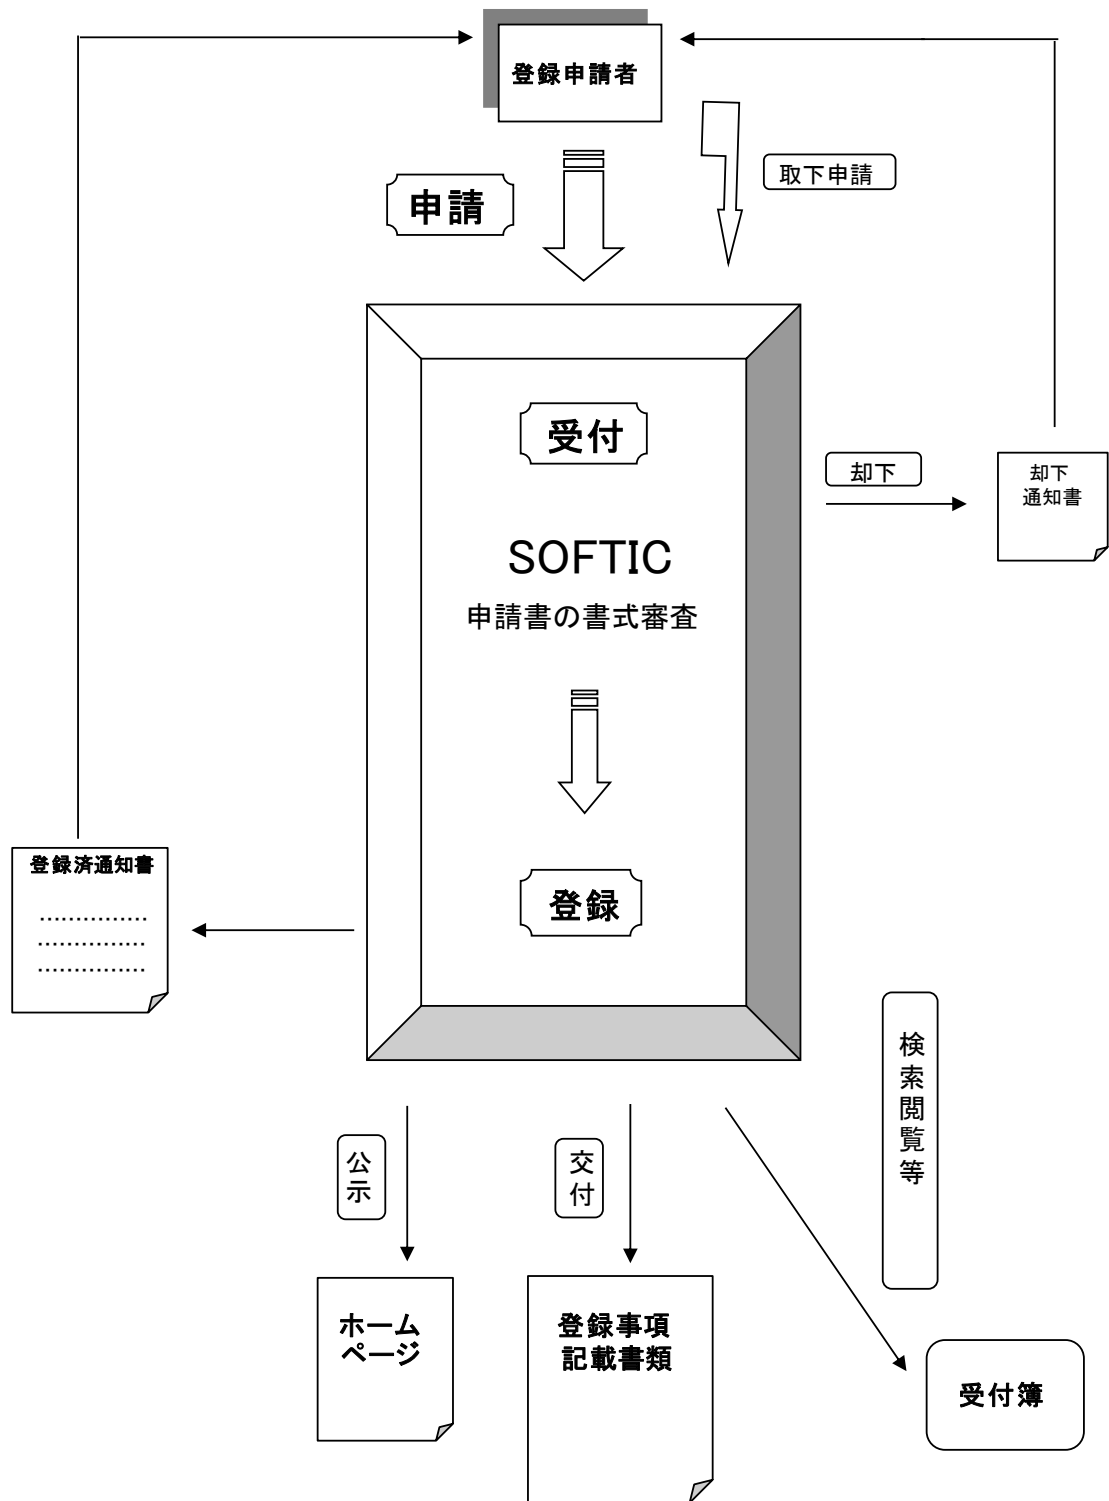 登録申請者
申請
取下申請
受付
却下
却下
通知書
SOFTIC
申請書の書式審査
登録済通知書
……………
……………
……………
登録
検索閲覧等
公示
交付
ホーム
ページ
登録事項
記載書類
受付簿